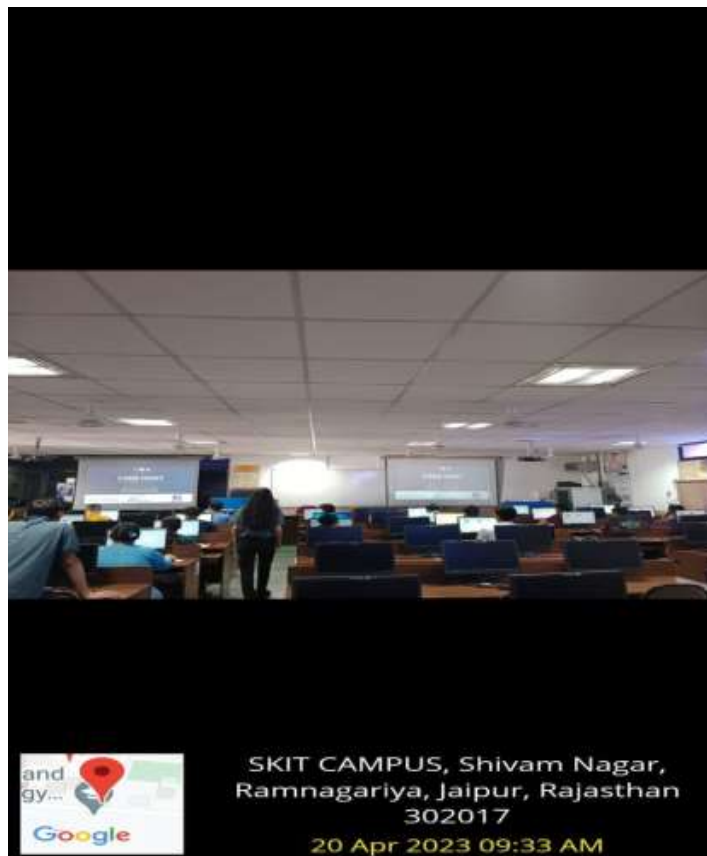 and
gy...
Google
SKIT CAMPUS, Shivam Nagar,
Ramnagariya, Jaipur, Rajasthan
302017
20 Apr 2023 09:33 AM